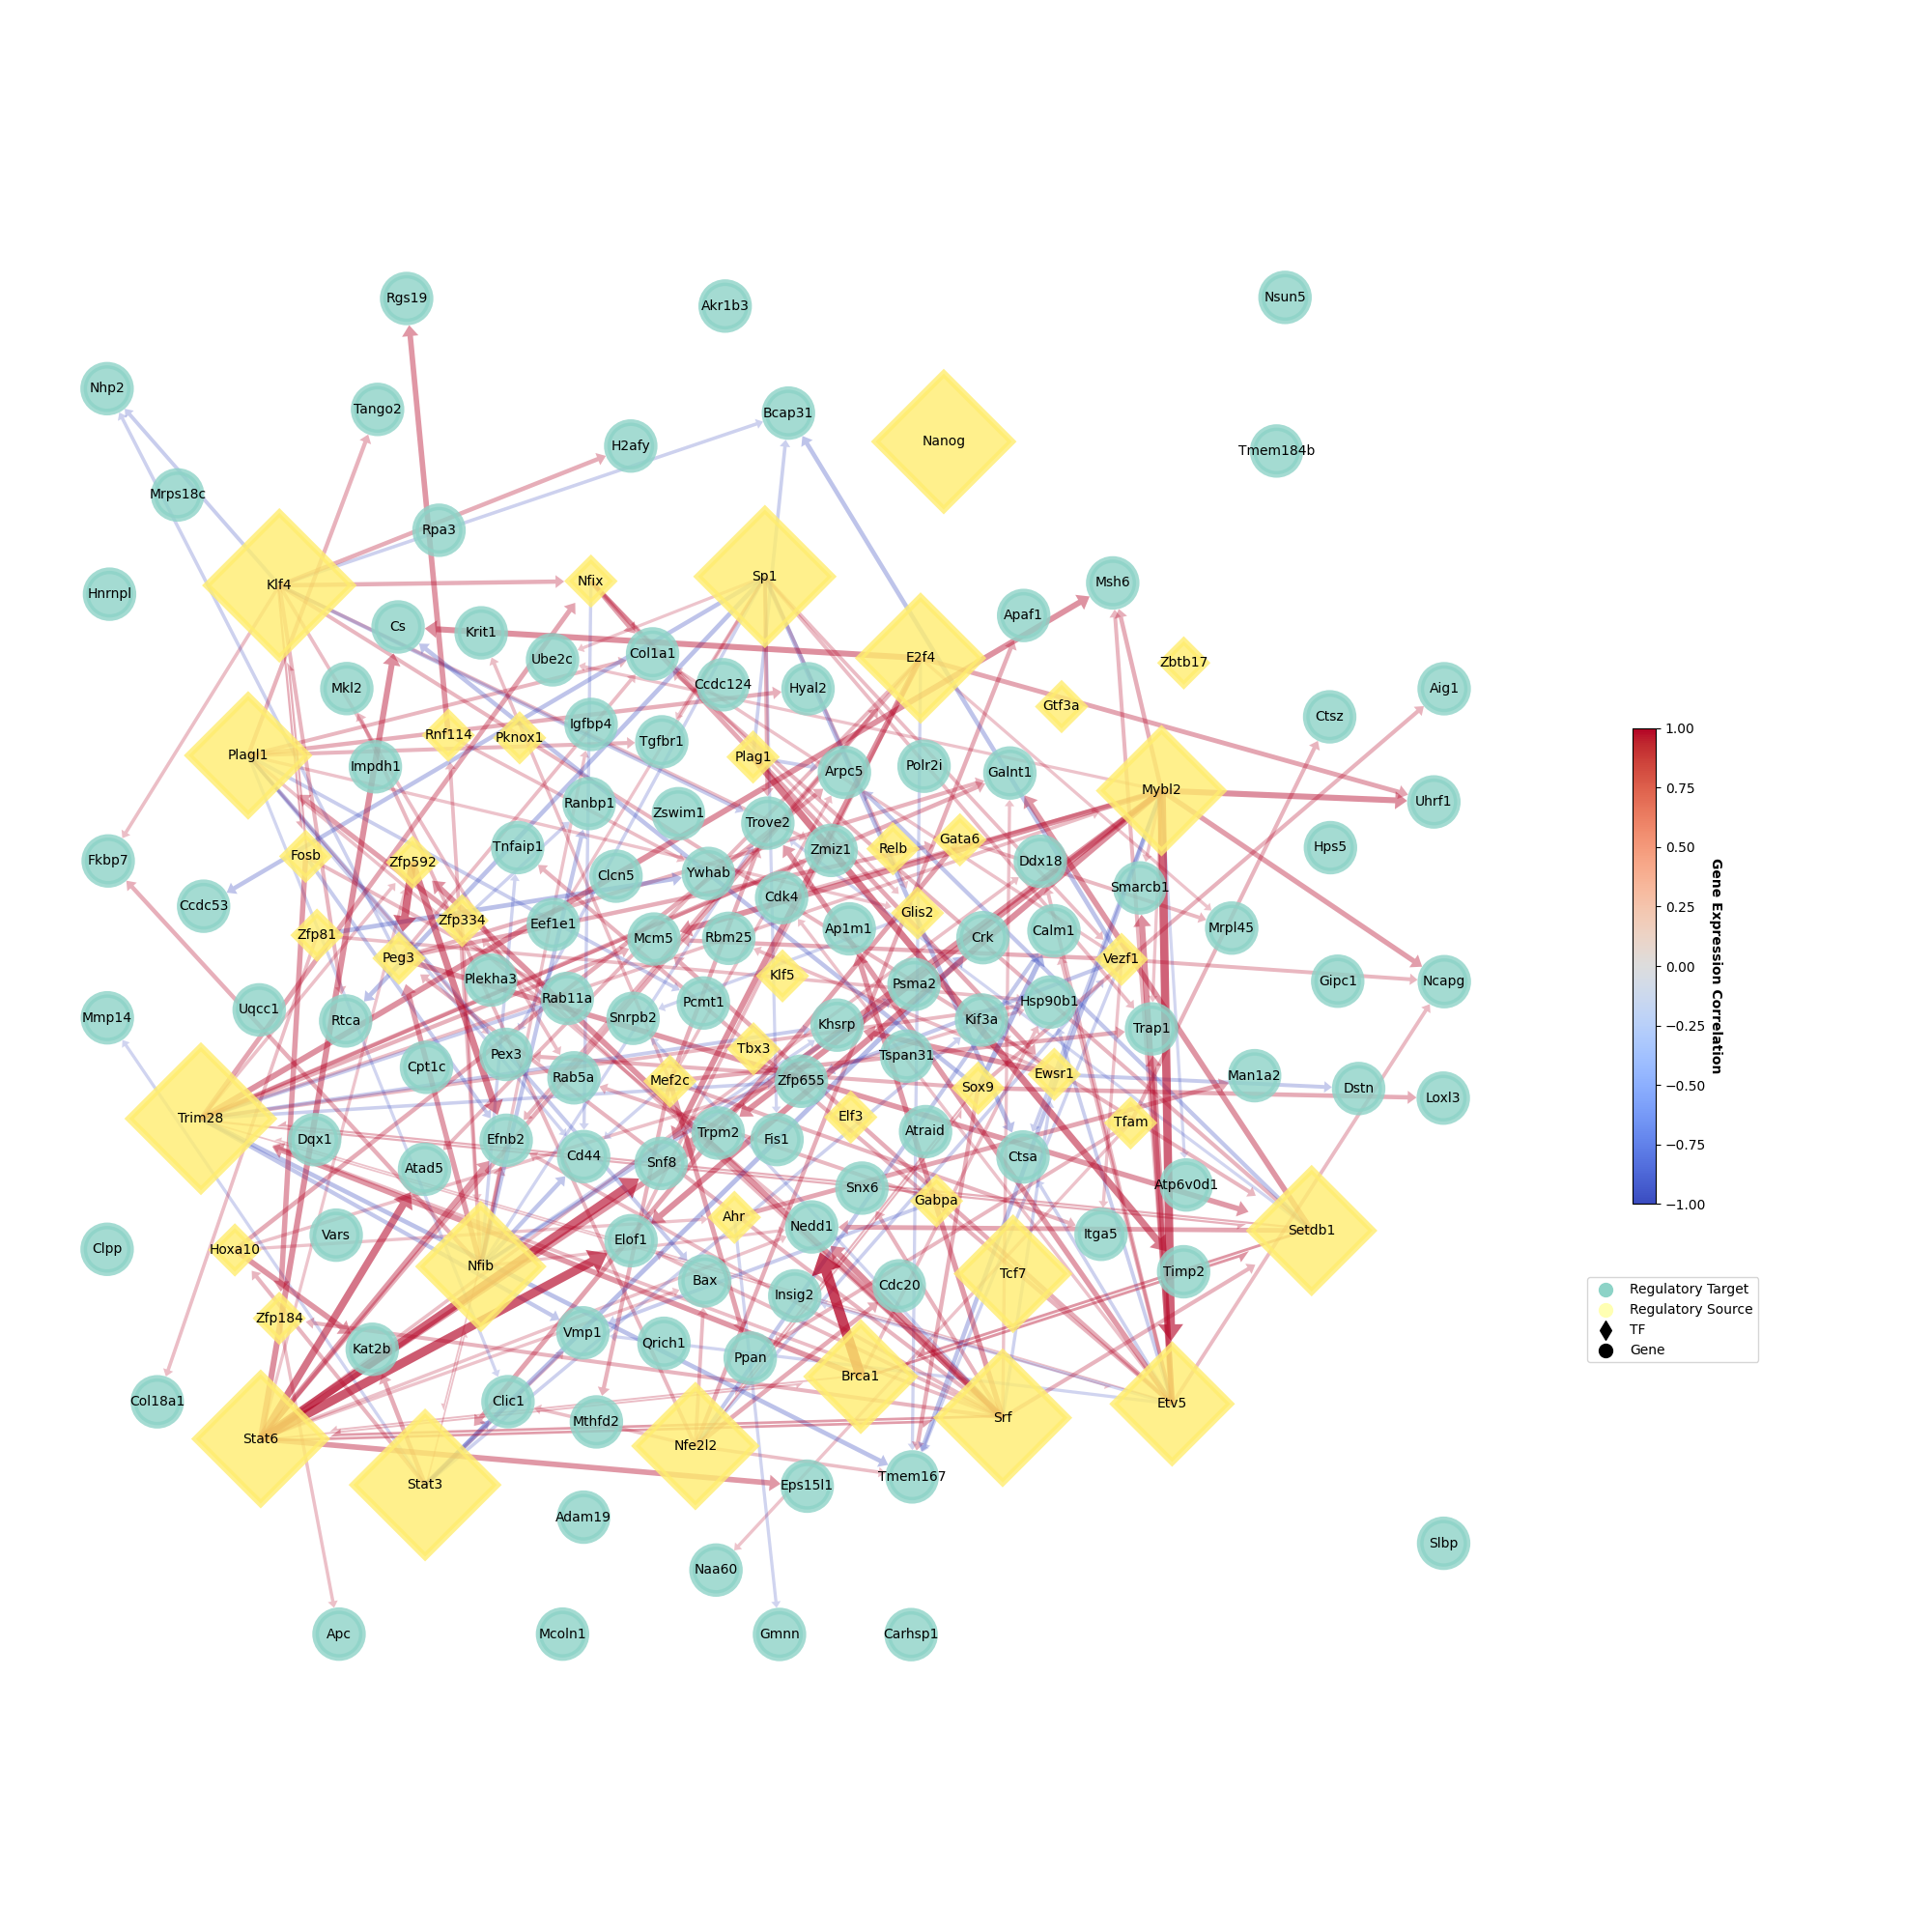 Rgs19
Akr1b3
Nsun5
Nhp2
Tango2
Bcap31
H2afy
Nanog
Tmem184b
Mrps18c
Rpa3
Klf4
Nfix
Sp1
Msh6
Hnrnpl
Apaf1
Cs
Krit1
Ube2c
Col1a1
E2f4
Zbtb17
Mkl2
Ccdc124
Hyal2
Aig1
Gtf3a
Ctsz
Igfbp4
Rnf114
Pknox1
Tgfbr1
Plagl1
Plag1
Impdh1
Arpc5
Polr2i
Galnt1
Mybl2
Uhrf1
Ranbp1
Zswim1
Trove2
Fosb
Zfp592
Tnfaip1
Zmiz1
Relb
Gata6
Hps5
Fkbp7
Ddx18
Clcn5
Ywhab
Smarcb1
Ccdc53
Cdk4
Glis2
Zfp81
Zfp334
Eef1e1
Mcm5
Rbm25
Ap1m1
Crk
Calm1
Mrpl45
Peg3
Vezf1
Plekha3
Klf5
Psma2
Gipc1
Ncapg
Rab11a
Hsp90b1
Mmp14
Uqcc1
Rtca
Snrpb2
Pcmt1
Khsrp
Kif3a
Trap1
Pex3
Tbx3
Tspan31
Cpt1c
Rab5a
Mef2c
Zfp655
Sox9
Ewsr1
Man1a2
Dstn
Loxl3
Trim28
Elf3
Tfam
Dqx1
Efnb2
Trpm2
Fis1
Atraid
Atad5
Cd44
Snf8
Ctsa
Snx6
Atp6v0d1
Gabpa
Clpp
Hoxa10
Vars
Ahr
Nedd1
Elof1
Itga5
Setdb1
Nfib
Bax
Insig2
Cdc20
Tcf7
Timp2
Zfp184
Kat2b
Vmp1
Qrich1
Ppan
Brca1
Col18a1
Clic1
Mthfd2
Srf
Etv5
Stat6
Nfe2l2
Stat3
Eps15l1
Tmem167
Adam19
Slbp
Naa60
Apc
Mcoln1
Gmnn
Carhsp1
1.00
0.75
0.50
0.25
0.00
−0.25
−0.50
−0.75
−1.00
Gene Expression Correlation
Regulatory Target
Regulatory Source
TF
Gene